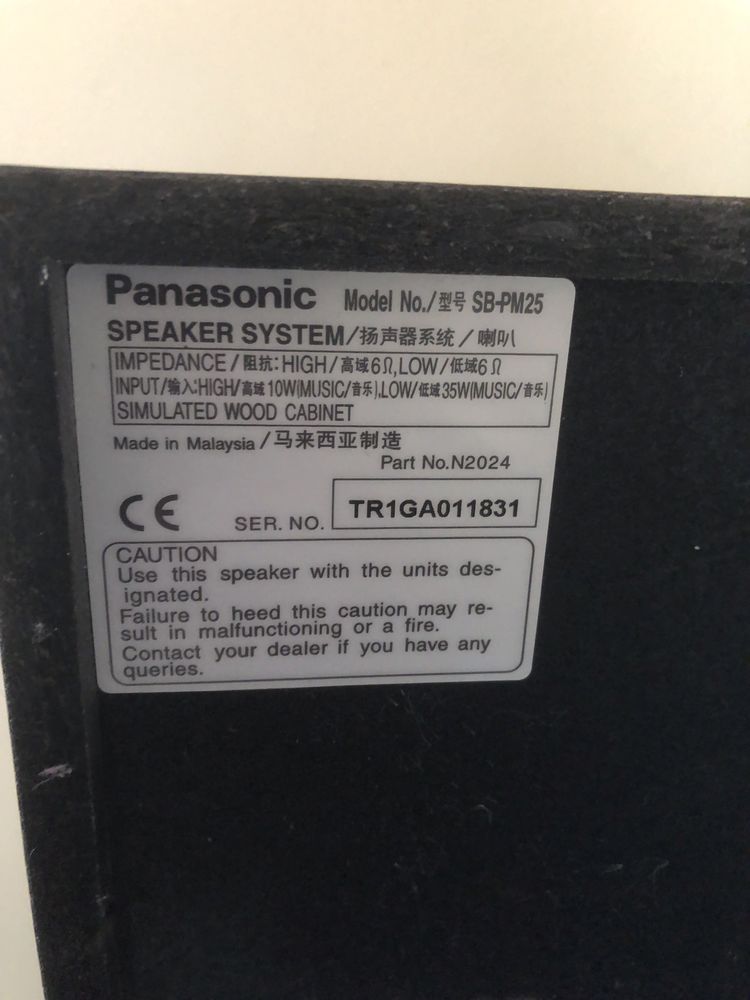 Panasonic Model No./型号 SB-PM25
SPEAKER SYSTEM/扬声器系统/喇叭
IMPEDANCE/阻抗:HIGH/高域6Ω,LOW/低域6Ω
INPUT/输入:HIGH/高域10W(MUSIC/音乐),LOW/低域35W(MUSIC/音乐)
SIMULATED WOOD CABINET
Made in Malaysia/马来西亚制造
Part No.N2024
CE SER. NO. TR1GA011831
CAUTION
Use this speaker with the units des-
ignated.
Failure to heed this caution may re-
sult in malfunctioning or a fire.
Contact your dealer if you have any
queries.